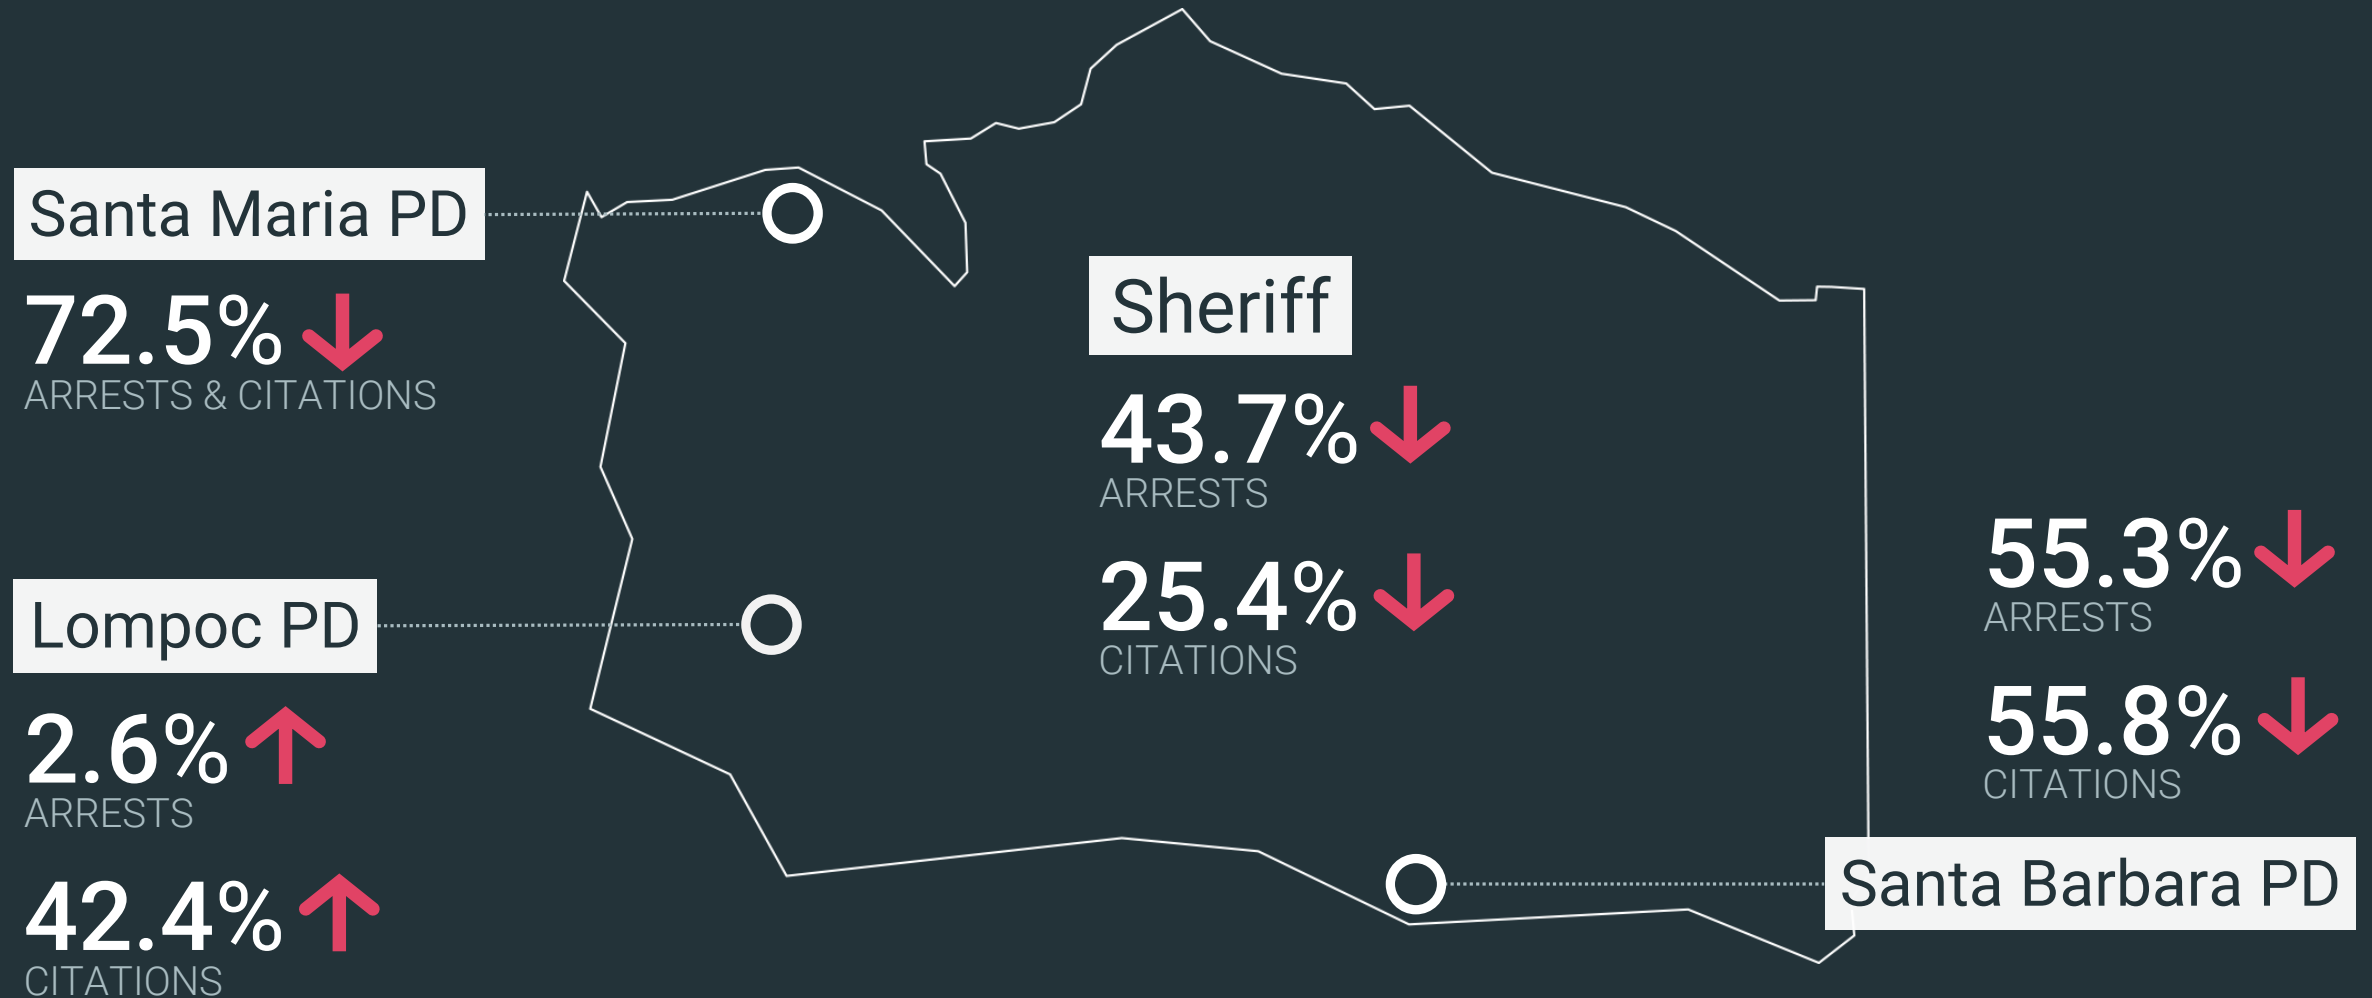 Santa Maria PD
72.5%
ARRESTS & CITATIONS
Lompoc PD
2.6%
ARRESTS
42.4%
CITATIONS
Sheriff
43.7%
ARRESTS
25.4%
CITATIONS
55.3%
ARRESTS
55.8%
CITATIONS
Santa Barbara PD